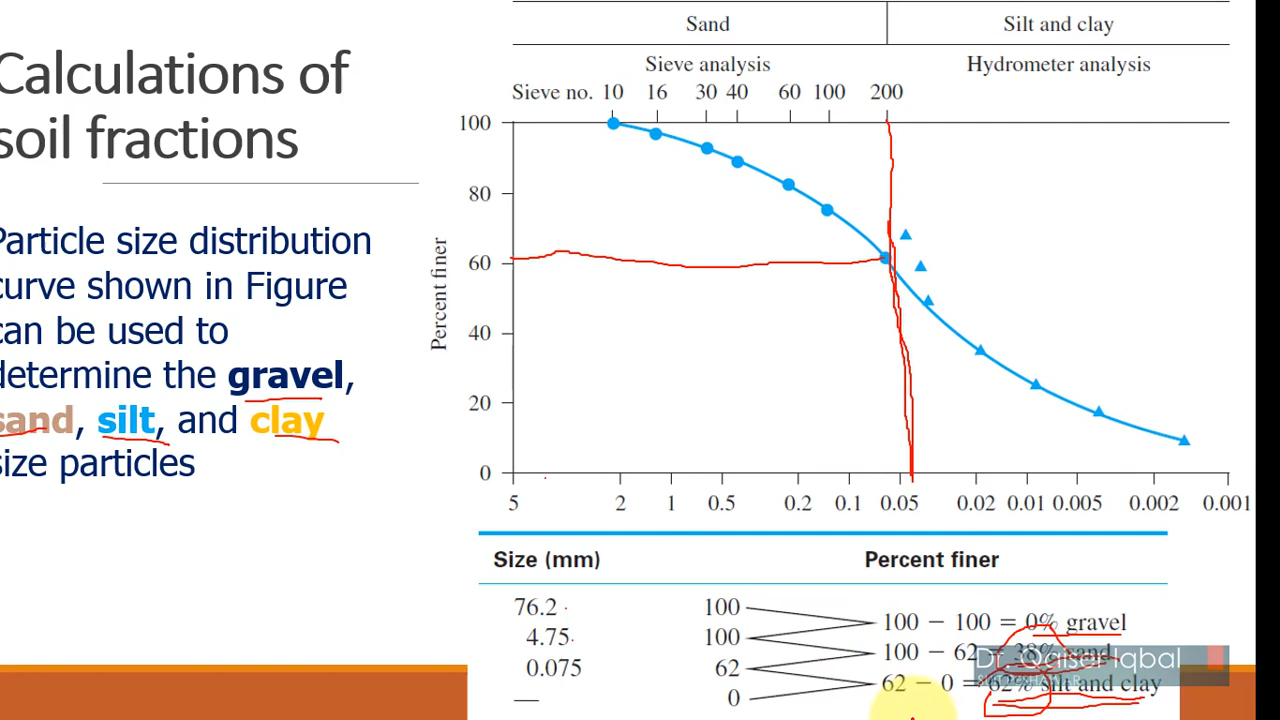 Calculations of
soil fractions
Particle size distribution
curve shown in Figure
can be used to
determine the gravel,
sand, silt, and clay
size particles
Sand Silt and clay
Sieve analysis Hydrometer analysis
Sieve no. 10 16 30 40 60 100 200
Percent finer
100
80
60
40
20
0
5 2 1 0.5 0.2 0.1 0.05 0.02 0.01 0.005 0.002 0.001
Size (mm) Percent finer
76.2 100
100 − 100 = 0% gravel
4.75 100
100 − 62 = 38% sand
0.075 62
62 − 0 = 62% silt and clay
— 0
Dr. Qaiser Iqbal